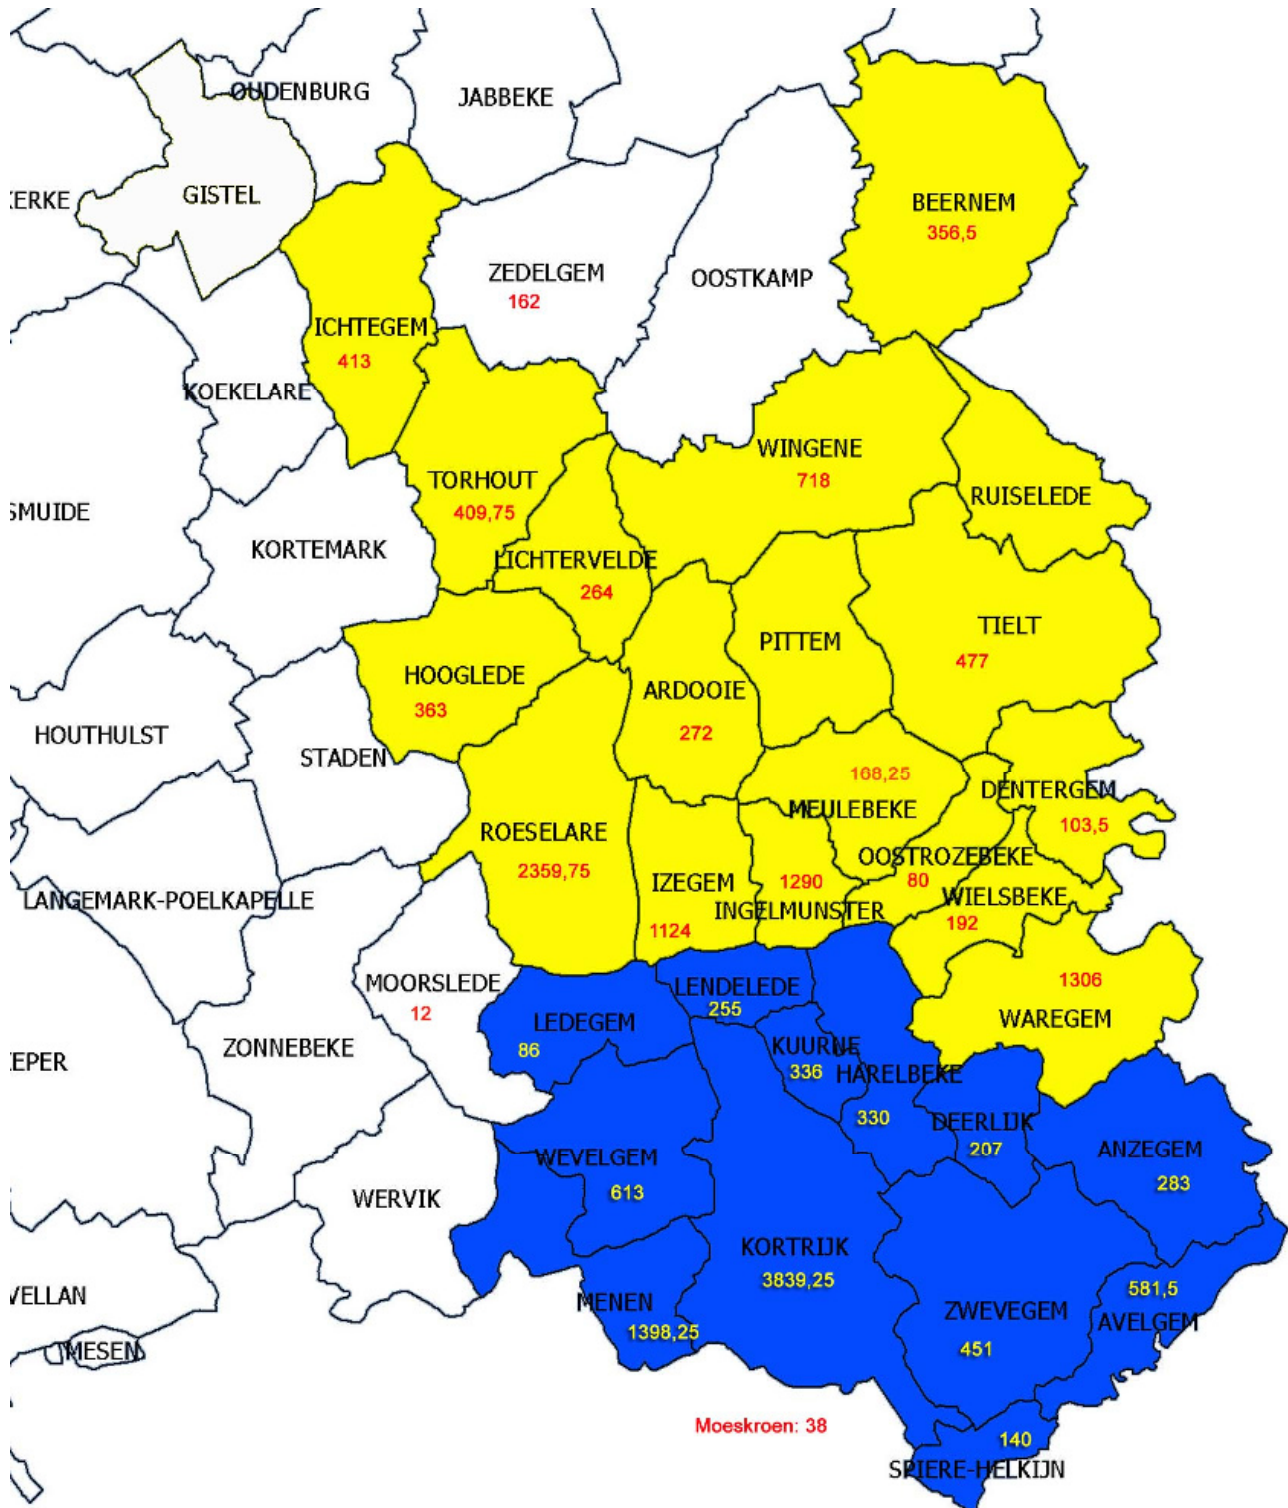 OUDENBURG
JABBEKE
GISTEL
ERKE
BEERNEM
356,5
ZEDELGEM
162
OOSTKAMP
ICHTEGEM
413
KOEKELARE
WINGENE
718
TORHOUT
409,75
RUISELEDE
SMUIDE
KORTEMARK
LICHTERVELDE
264
PITTEM
TIELT
477
HOOGLEDE
363
ARDOOIE
272
HOUTHULST
STADEN
168,25
MEULEBEKE
DENTERGEM
103,5
ROESELARE
2359,75
OOSTROZEBEKE
80
IZEGEM
1124
1290
INGELMUNSTER
WIELSBEKE
192
LANGEMARK-POELKAPELLE
MOORSLEDE
12
LENDELEDE
255
1306
WAREGEM
LEDEGEM
86
KUURNE
336
HARELBEKE
330
EPER
ZONNEBEKE
DEERLIJK
207
ANZEGEM
283
WEVELGEM
613
WERVIK
KORTRIJK
3839,25
VELLAN
MENEN
1398,25
ZWEVEGEM
451
581,5
AVELGEM
MESEN
Moeskroen: 38
140
SPIERE-HELKIJN